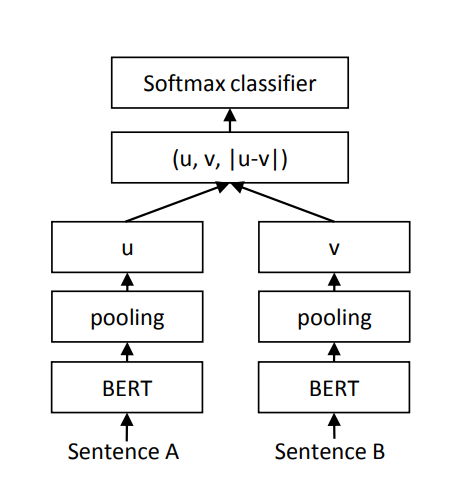 Softmax classifier
(u, v, |u-v|)
u
v
pooling
pooling
BERT
BERT
Sentence A
Sentence B